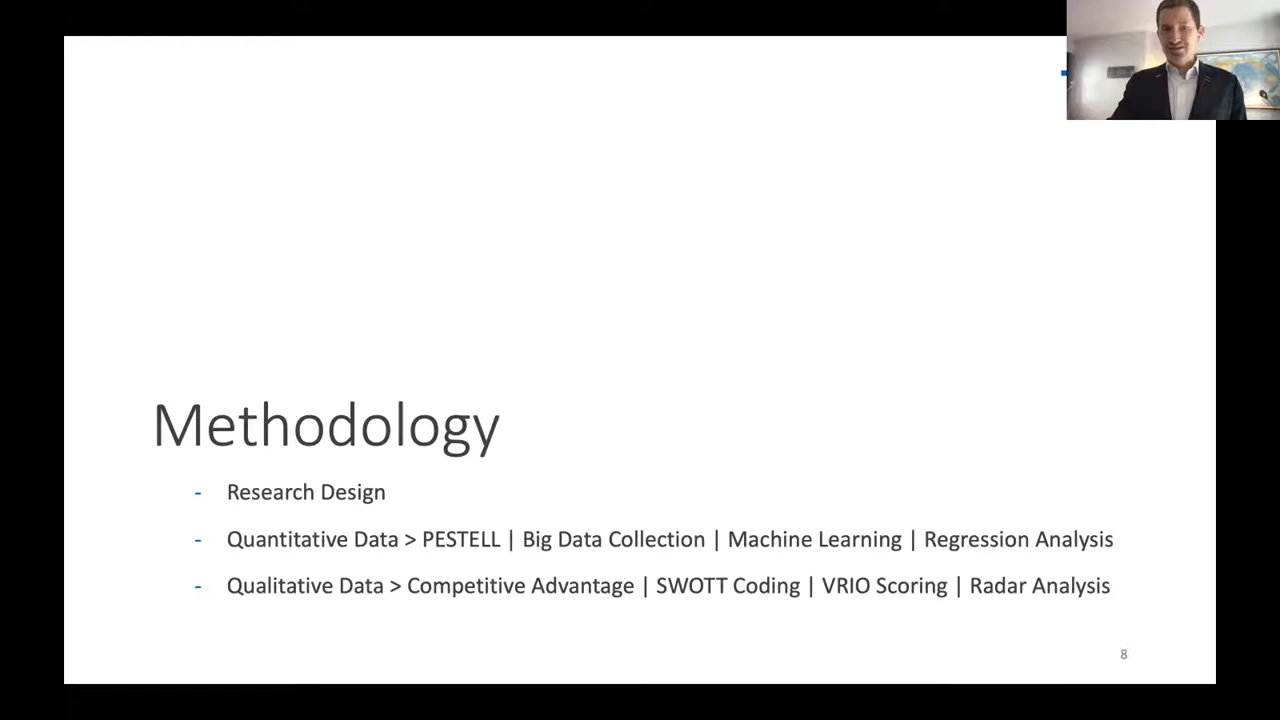 Methodology
- Research Design
- Quantitative Data > PESTELL | Big Data Collection | Machine Learning | Regression Analysis
- Qualitative Data > Competitive Advantage | SWOTT Coding | VRIO Scoring | Radar Analysis
8